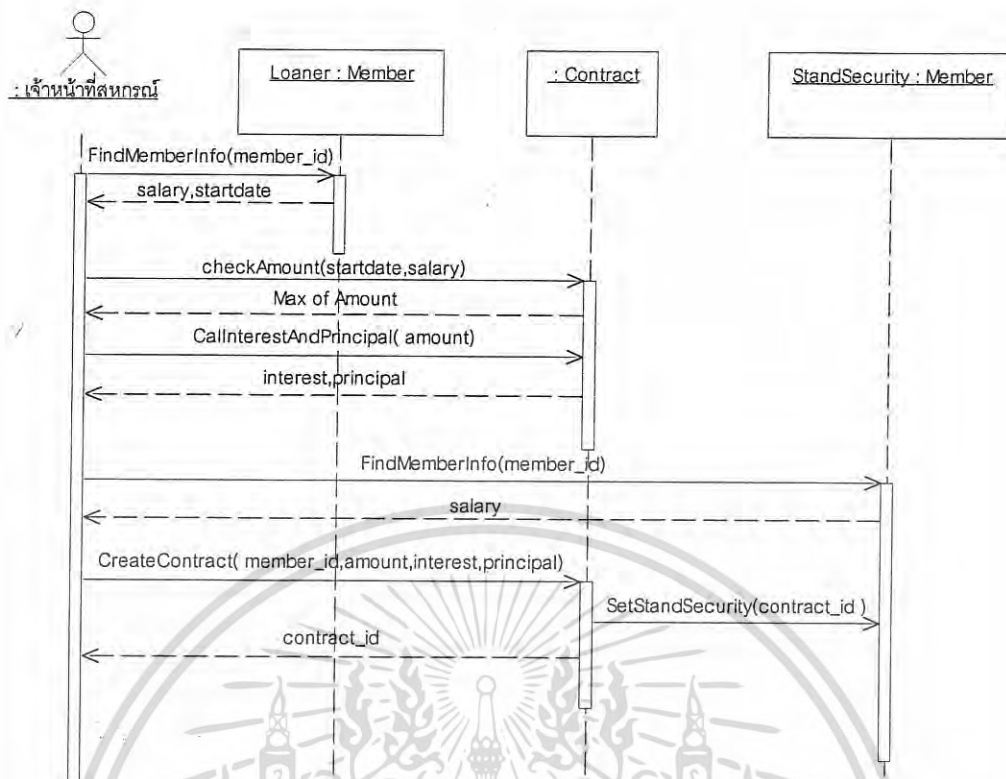 : เจ้าหน้าที่สหกรณ์
Loaner : Member
: Contract
StandSecurity : Member
FindMemberInfo(member_id)
salary,startdate
checkAmount(startdate,salary)
Max of Amount
CallnterestAndPrincipal( amount)
interest,principal
FindMemberInfo(member_id)
salary
CreateContract( member_id,amount,interest,principal)
SetStandSecurity(contract_id )
contract_id